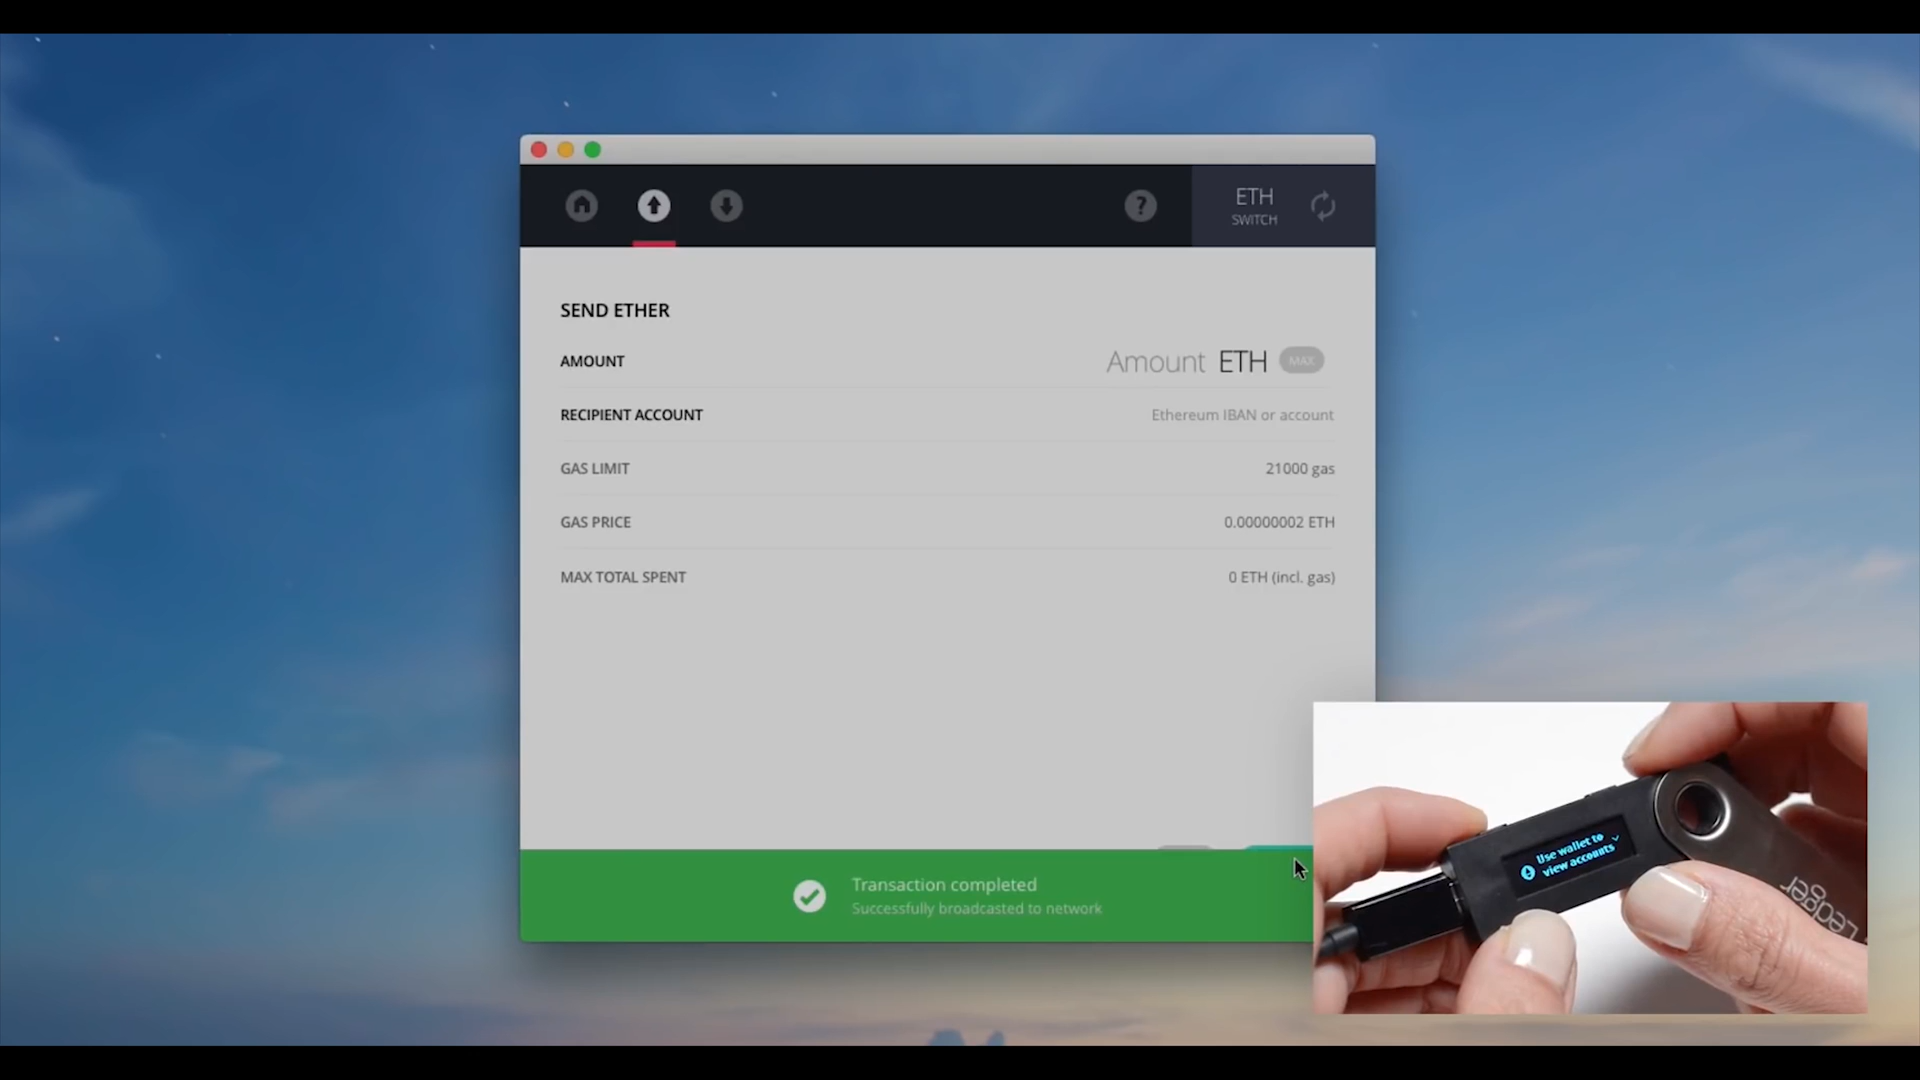 ETH
SWITCH
SEND ETHER
AMOUNT
Amount ETH MAX
RECIPIENT ACCOUNT
Ethereum IBAN or account
GAS LIMIT
21000 gas
GAS PRICE
0.00000002 ETH
MAX TOTAL SPENT
0 ETH (incl. gas)
Transaction completed
Successfully broadcasted to network
Use wallet to
view accounts
Ledger